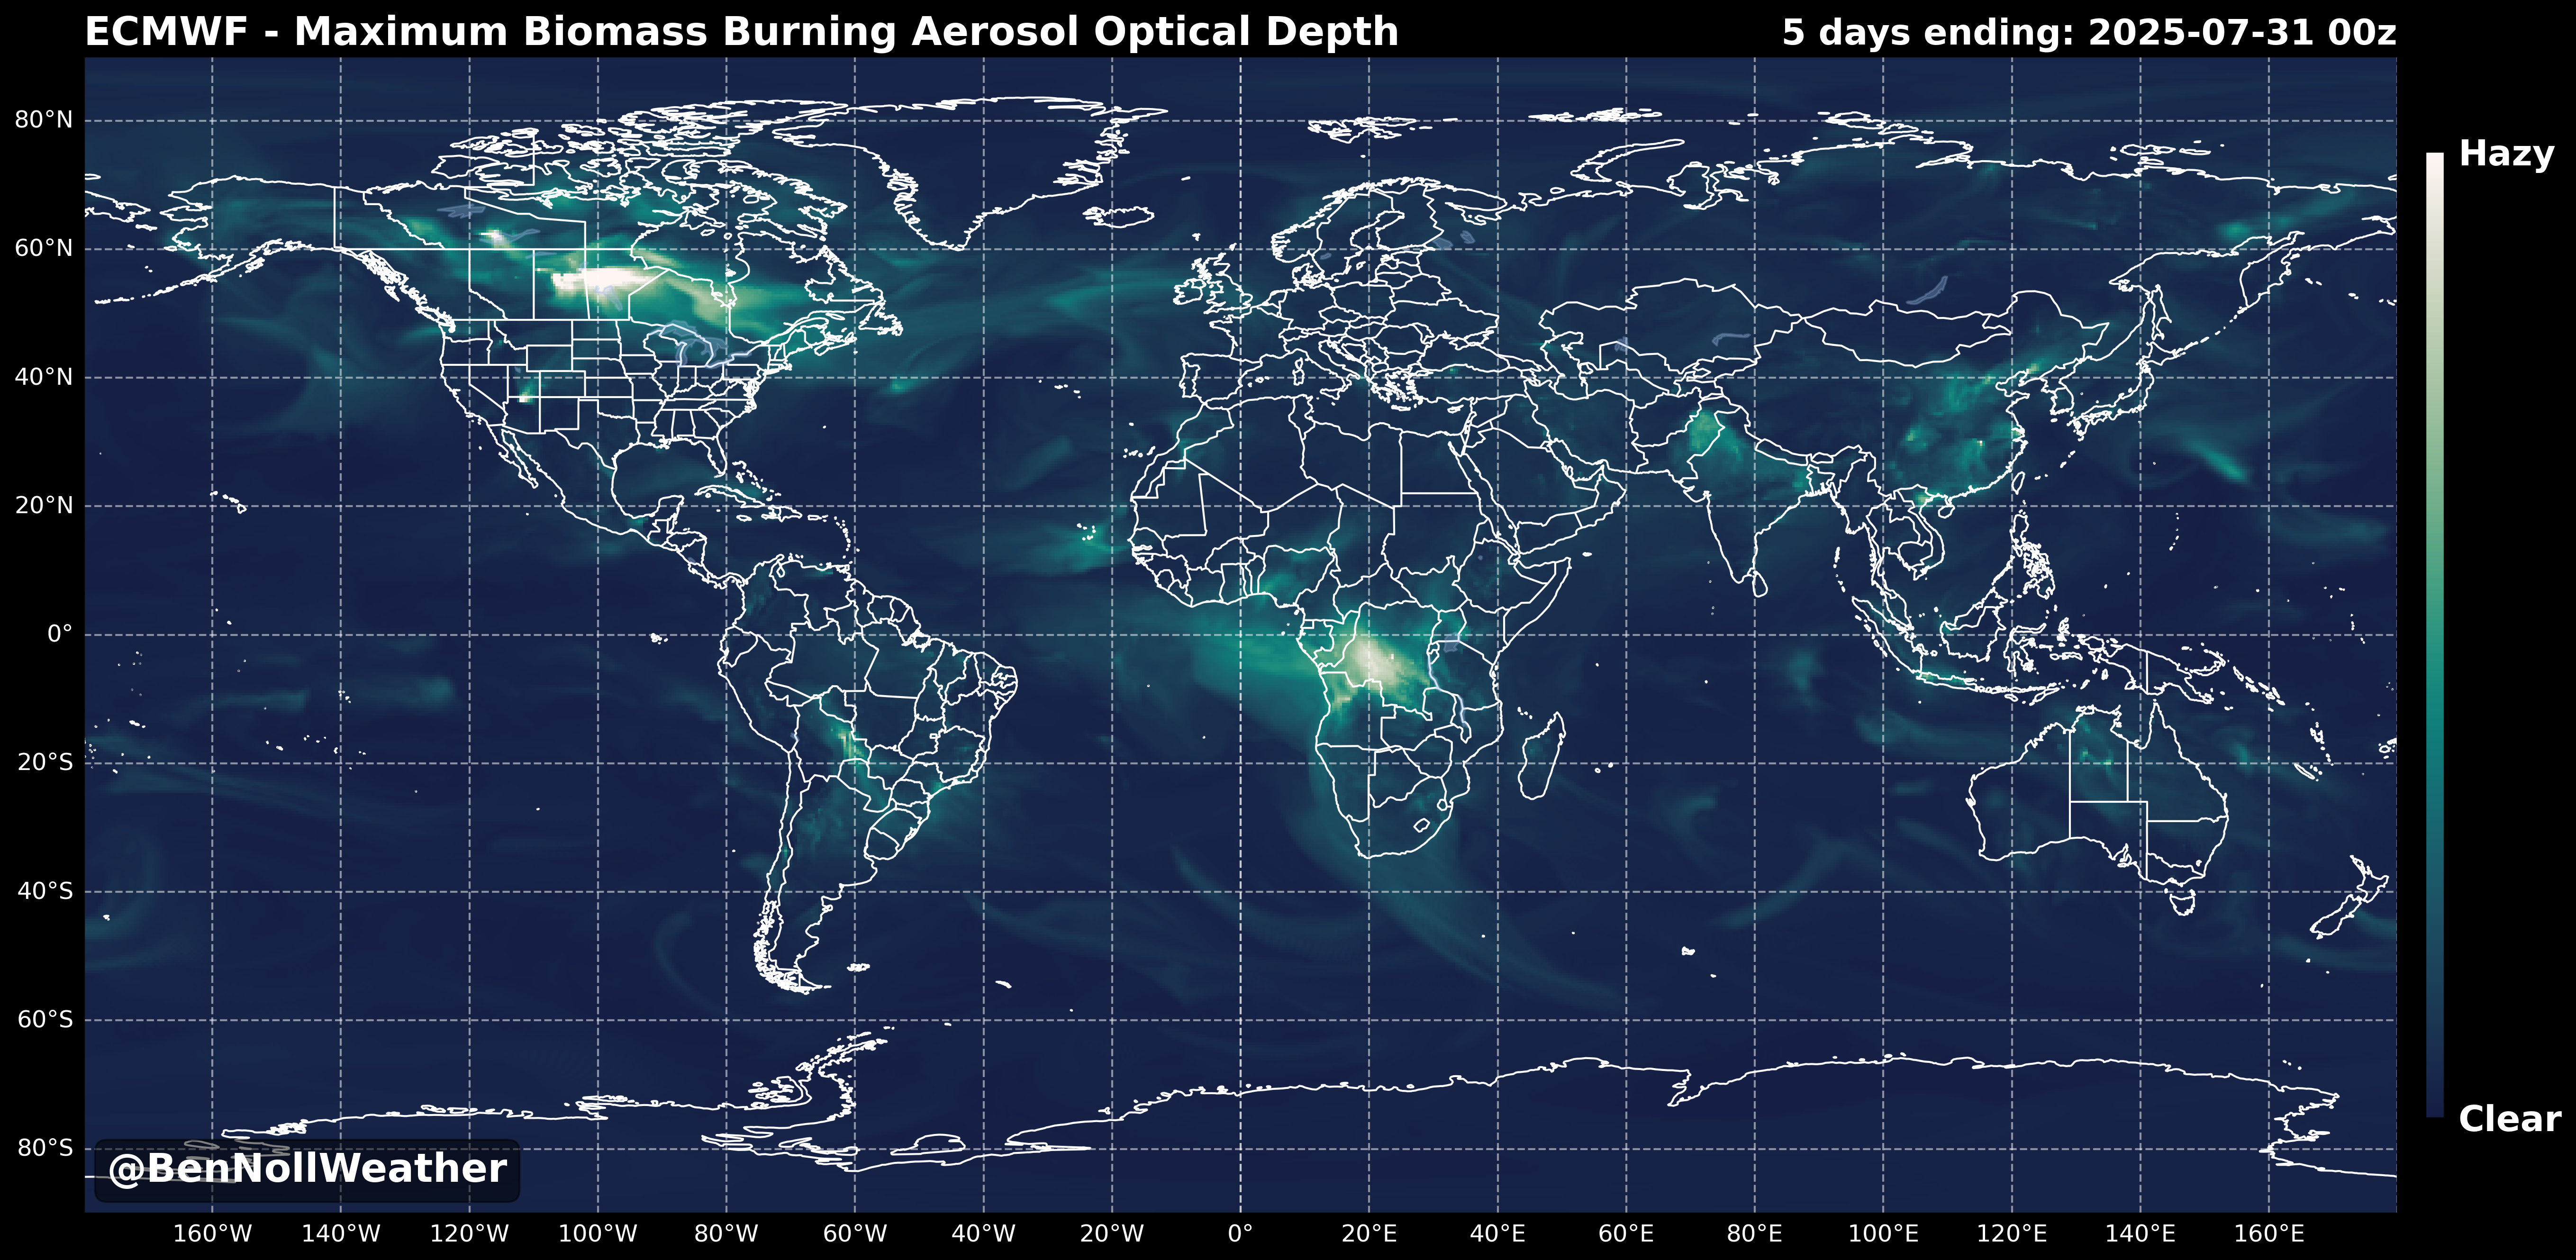 ECMWF - Maximum Biomass Burning Aerosol Optical Depth
5 days ending: 2025-07-31 00z
Hazy
80°N
60°N
40°N
20°N
0°
20°S
40°S
60°S
80°S
Clear
@BenNollWeather
160°W 140°W 120°W 100°W 80°W 60°W 40°W 20°W 0° 20°E 40°E 60°E 80°E 100°E 120°E 140°E 160°E